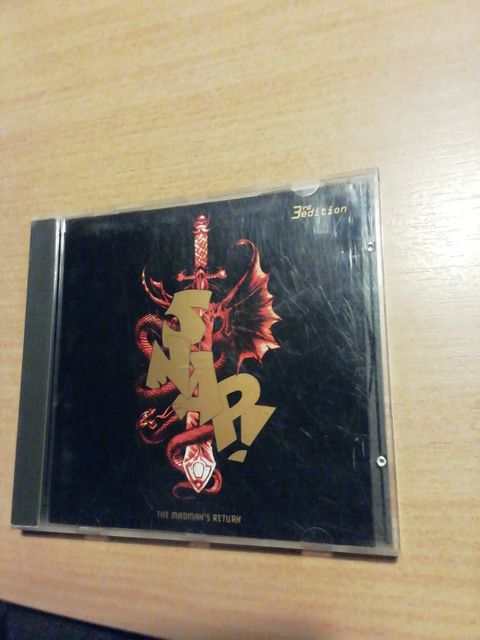 3rd edition
SNAP!
THE MADMAN'S RETURN